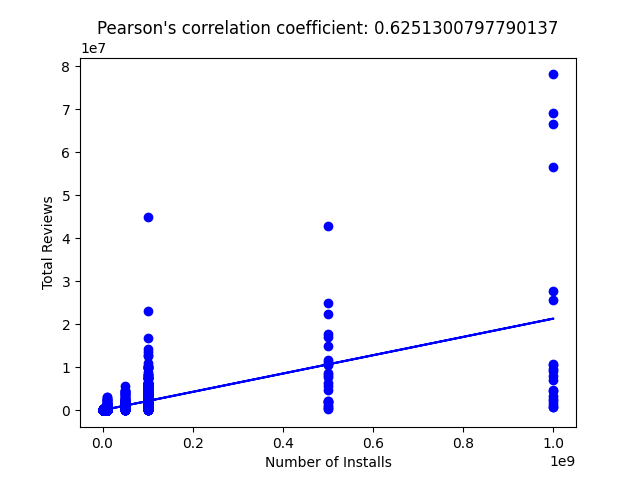 Pearson's correlation coefficient: 0.6251300797790137
1e7
8
7
6
5
4
3
2
1
0
Total Reviews
0.0 0.2 0.4 0.6 0.8 1.0
Number of Installs
1e9